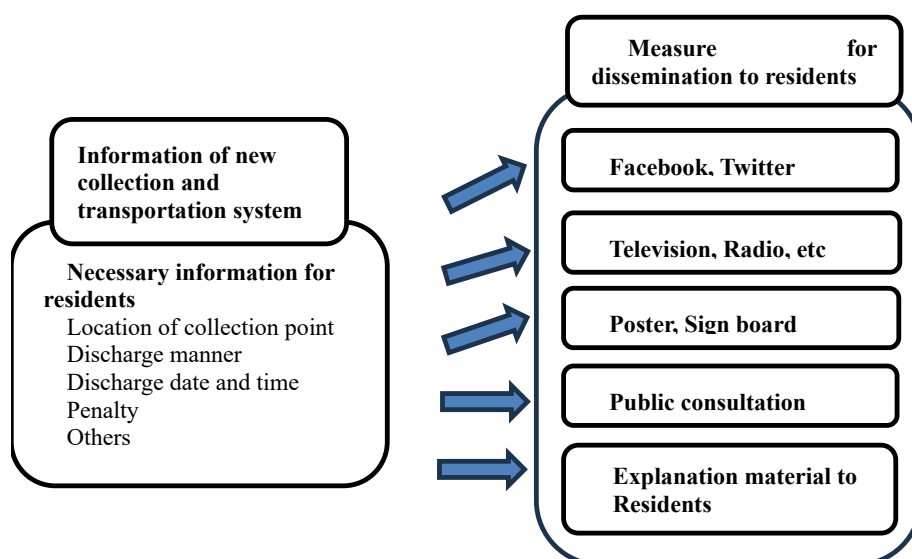 Information of new
collection and
transportation system
Necessary information for
residents
Location of collection point
Discharge manner
Discharge date and time
Penalty
Others
Measure for
dissemination to residents
Facebook, Twitter
Television, Radio, etc
Poster, Sign board
Public consultation
Explanation material to
Residents